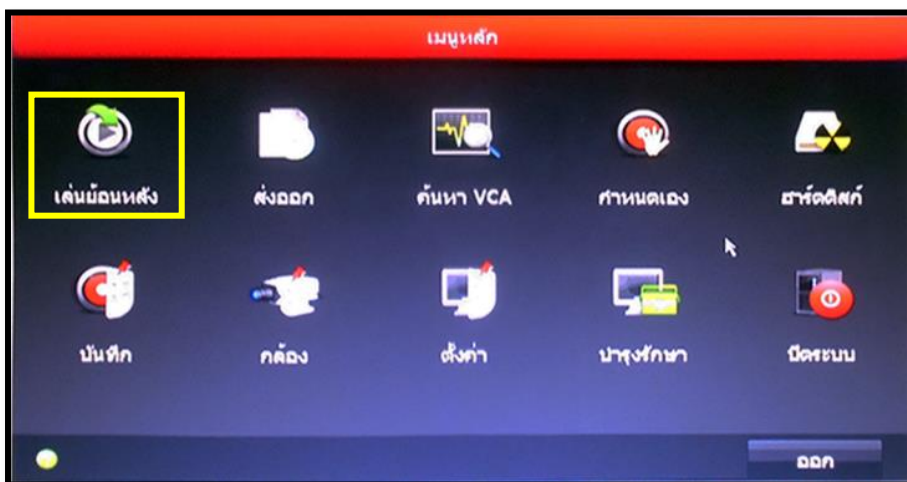 เมนูหลัก
เล่นย้อนหลัง ส่งออก ค้นหา VCA กำหนดเอง ฮาร์ดดิสก์
บันทึก กล้อง ตั้งค่า บำรุงรักษา ปิดระบบ
ออก